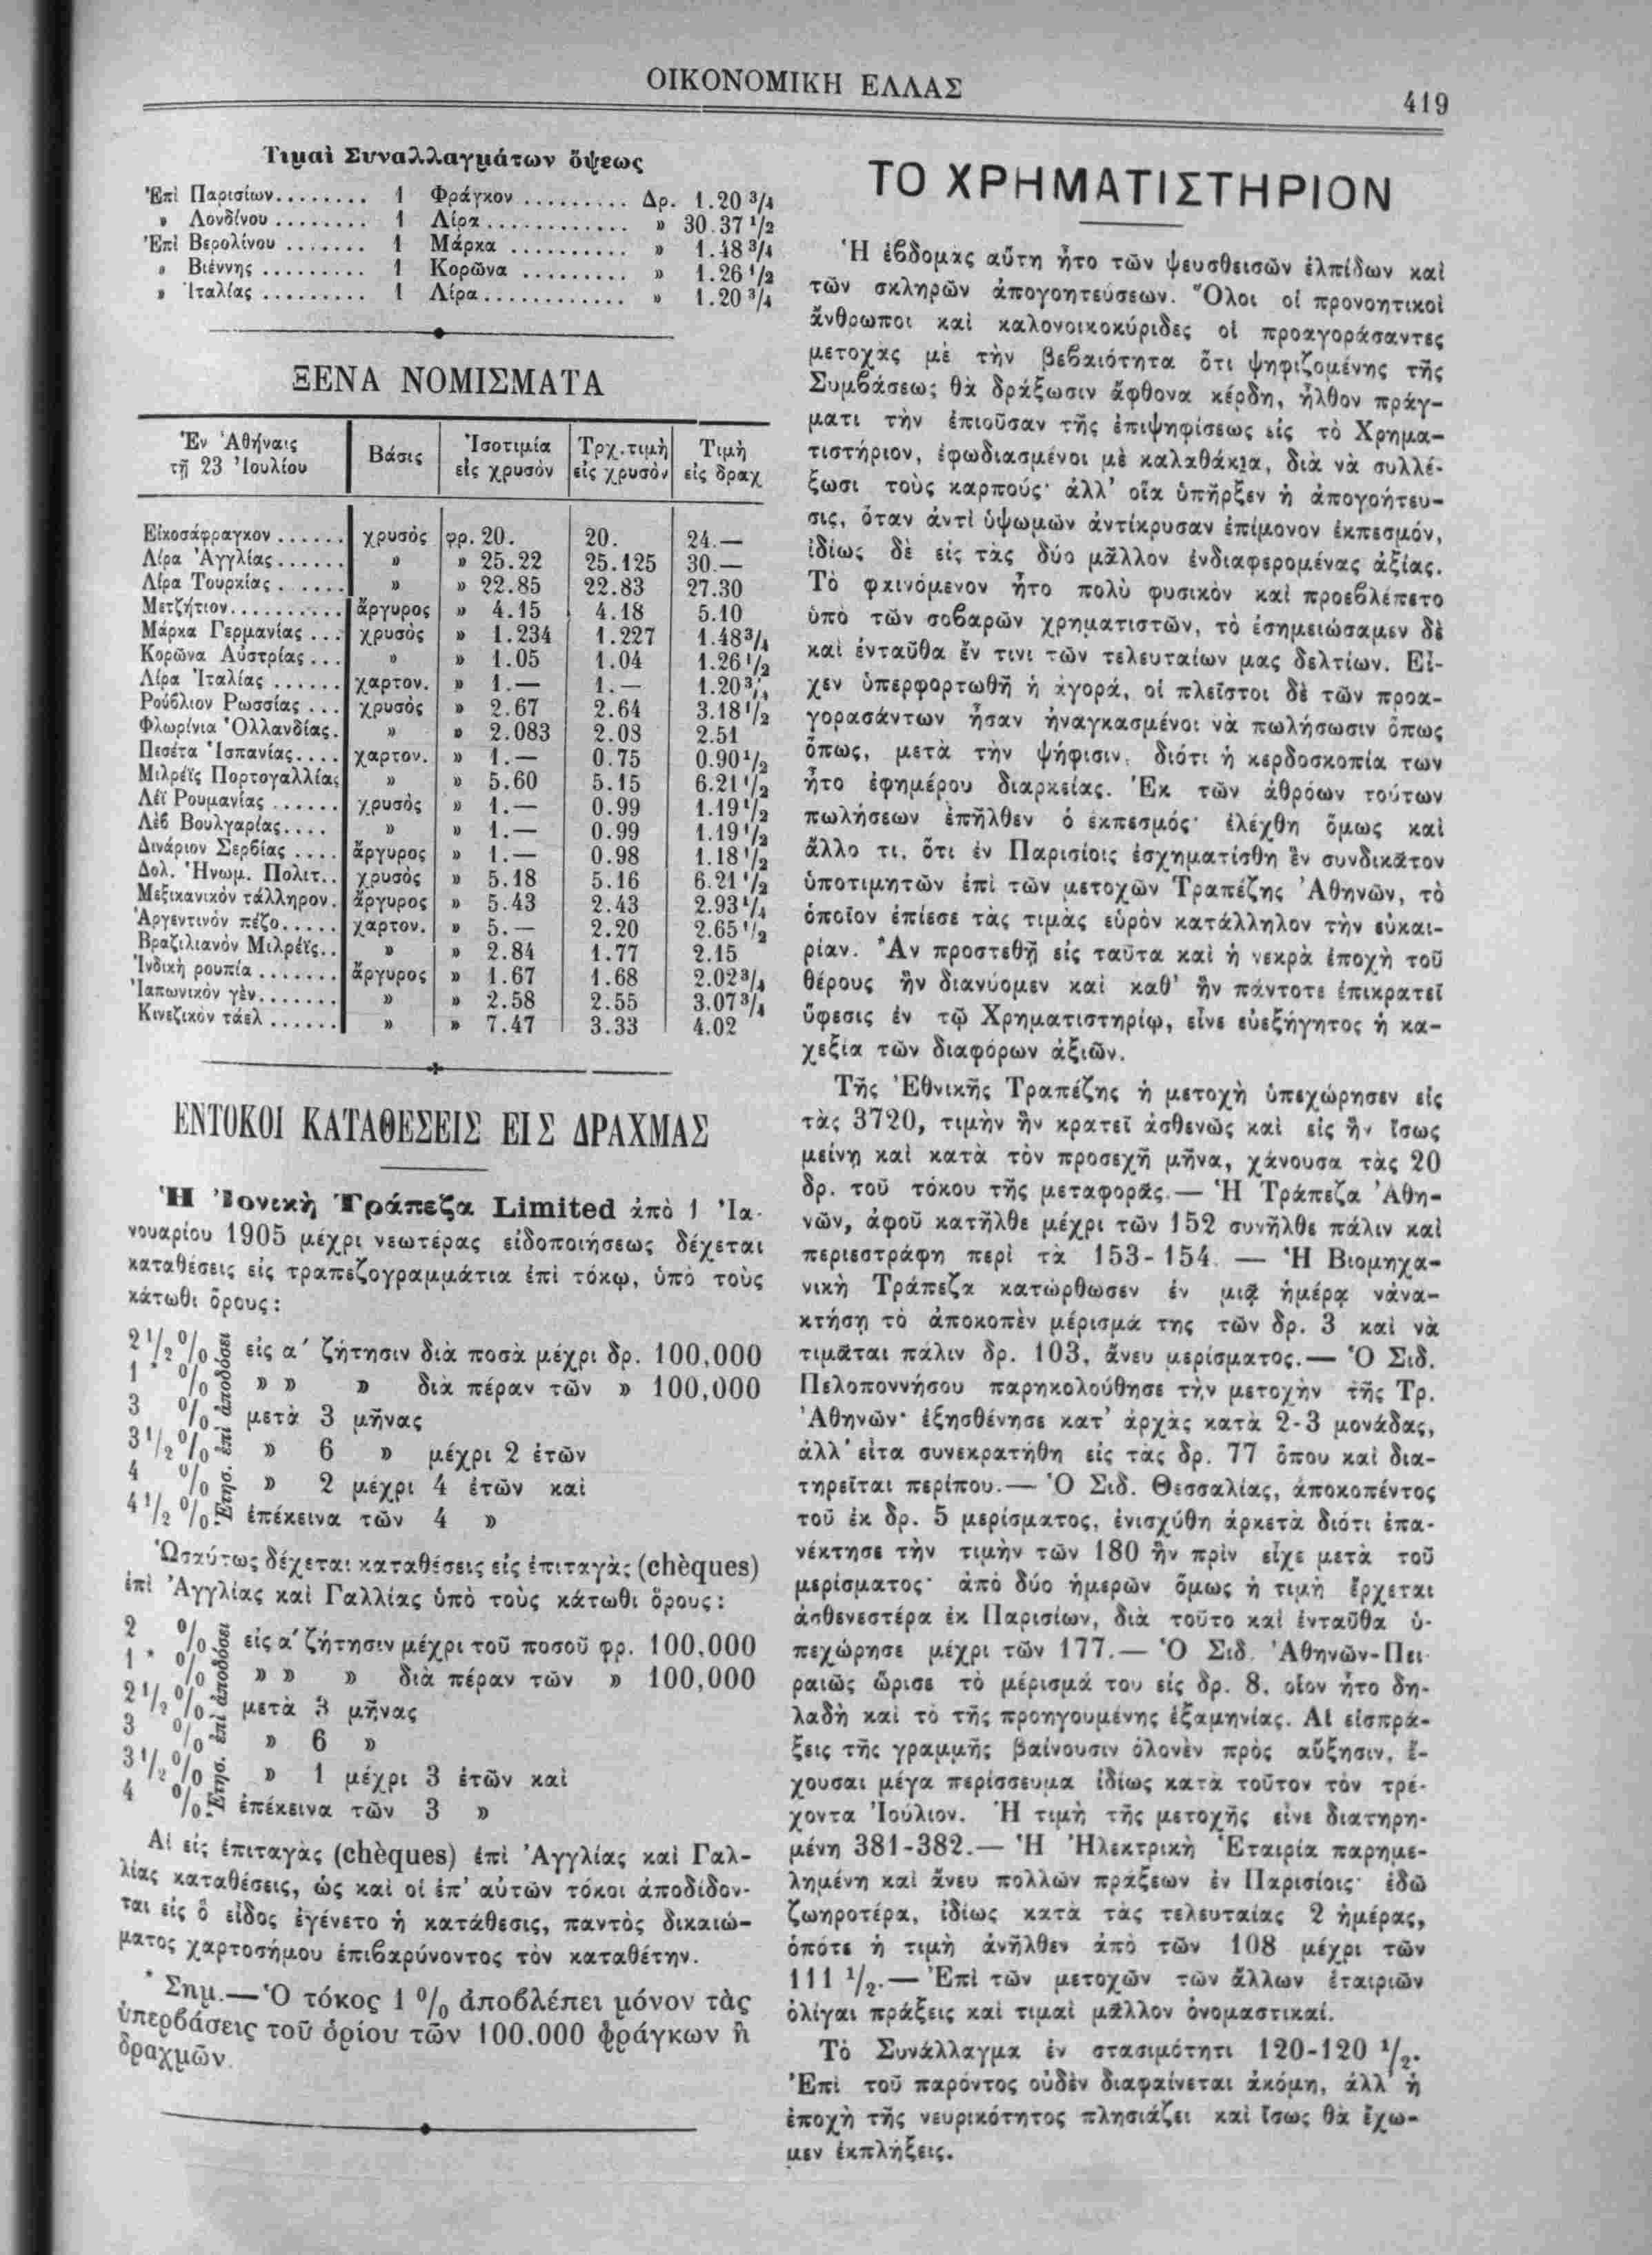 ΟΙΚΟΝΟΜΙΚΗ ΕΛΛΑΣ
419
Τιμαὶ Συναλλαγμάτων ὄψεως
Ἐπὶ Παρισίων........ 1 Φράγκον ......... Δρ. 1.20 3/4
» Λονδίνου ........ 1 Λίρα............. » 30.37 1/2
Ἐπὶ Βερολίνου ....... 1 Μάρκα .......... » 1.48 3/4
» Βιέννης ......... 1 Κορῶνα ......... » 1.26 1/2
» Ἰταλίας ......... 1 Λίρα............ » 1.20 3/4
ΞΕΝΑ ΝΟΜΙΣΜΑΤΑ
Ἐν Ἀθήναις τῇ 23 Ἰουλίου | Βάσις | Ἰσοτιμία εἰς χρυσὸν | Τρχ. τιμὴ εἰς χρυσὸν | Τιμὴ εἰς δραχ
Εἰκοσάφραγκον ...... χρυσὸς φρ. 20. 20. 24.—
Λίρα Ἀγγλίας...... » » 25.22 25.125 30.—
Λίρα Τουρκίας...... » » 22.85 22.83 27.30
Μετζήτιον.......... ἄργυρος » 4.15 4.18 5.10
Μάρκα Γερμανίας ... χρυσὸς » 1.234 1.227 1.48 3/4
Κορῶνα Αὐστρίας... » » 1.05 1.04 1.26 1/2
Λίρα Ἰταλίας ...... χαρτον. » 1.— 1.— 1.20 3/4
Ρούβλιον Ρωσσίας ... χρυσὸς » 2.67 2.64 3.18 1/2
Φλωρίνια Ὁλλανδίας. » » 2.083 2.08 2.51
Πεσέτα Ἱσπανίας.... χαρτον. » 1.— 0.75 0.90 1/2
Μιλρέϊς Πορτογαλλίας » » 5.60 5.15 6.21 1/2
Λέϊ Ρουμανίας ...... χρυσὸς » 1.— 0.99 1.19 1/2
Λὲβ Βουλγαρίας.... » » 1.— 0.99 1.19 1/2
Δινάριον Σερβίας .... ἄργυρος » 1.— 0.98 1.18 1/2
Δολ. Ἡνωμ. Πολιτ.. χρυσὸς » 5.18 5.16 6.21 1/2
Μεξικανικὸν τάλληρον. ἄργυρος » 5.43 2.43 2.93 1/4
Ἀργεντινὸν πέζο..... χαρτον. » 5.— 2.20 2.65 1/2
Βραζιλιανὸν Μιλρέϊς.. » » 2.84 1.77 2.15
Ἰνδικὴ ρουπία ....... ἄργυρος » 1.67 1.68 2.02 3/4
Ἰαπωνικὸν γὲν....... » » 2.58 2.55 3.07 3/4
Κινεζικὸν τάελ ...... » » 7.47 3.33 4.02
ΕΝΤΟΚΟΙ ΚΑΤΑΘΕΣΕΙΣ ΕΙΣ ΔΡΑΧΜΑΣ
Ἡ Ἰονικὴ Τράπεζα Limited ἀπὸ 1 Ἰα-
νουαρίου 1905 μέχρι νεωτέρας εἰδοποιήσεως δέχεται
καταθέσεις εἰς τραπεζογραμμάτια ἐπὶ τόκῳ, ὑπὸ τοὺς
κάτωθι ὅρους:
Ἐτησ. ἐπὶ ἀποδόσει
2 1/2 % εἰς α΄ ζήτησιν διὰ ποσὰ μέχρι δρ. 100,000
1 * % » » » διὰ πέραν τῶν » 100,000
3 % μετὰ 3 μῆνας
3 1/2 % » 6 » μέχρι 2 ἐτῶν
4 % » 2 μέχρι 4 ἐτῶν καὶ
4 1/2 % ἐπέκεινα τῶν 4 »
Ὡσαύτως δέχεται καταθέσεις εἰς ἐπιταγὰς (chèques)
ἐπὶ Ἀγγλίας καὶ Γαλλίας ὑπὸ τοὺς κάτωθι ὅρους:
Ἐτησ. ἐπὶ ἀποδόσει
2 % εἰς α΄ ζήτησιν μέχρι τοῦ ποσοῦ φρ. 100,000
1 * % » » » διὰ πέραν τῶν » 100,000
2 1/2 % μετὰ 3 μῆνας
3 % » 6 »
3 1/2 % » 1 μέχρι 3 ἐτῶν καὶ
4 % ἐπέκεινα τῶν 3 »
Αἱ εἰς ἐπιταγὰς (chèques) ἐπὶ Ἀγγλίας καὶ Γαλ-
λίας καταθέσεις, ὡς καὶ οἱ ἐπ' αὐτῶν τόκοι ἀποδίδον-
ται εἰς ὃ εἶδος ἐγένετο ἡ κατάθεσις, παντὸς δικαιώ-
ματος χαρτοσήμου ἐπιβαρύνοντος τὸν καταθέτην.
* Σημ.—Ὁ τόκος 1 % ἀποβλέπει μόνον τὰς
ὑπερβάσεις τοῦ ὁρίου τῶν 100.000 φράγκων ἢ
δραχμῶν.
ΤΟ ΧΡΗΜΑΤΙΣΤΗΡΙΟΝ
Ἡ ἑβδομὰς αὕτη ἦτο τῶν ψευσθεισῶν ἐλπίδων καὶ
τῶν σκληρῶν ἀπογοητεύσεων. Ὅλοι οἱ προνοητικοὶ
ἄνθρωποι καὶ καλονοικοκύριδες οἱ προαγοράσαντες
μετοχὰς μὲ τὴν βεβαιότητα ὅτι ψηφιζομένης τῆς
Συμβάσεως θὰ δράξωσιν ἄφθονα κέρδη, ἦλθον πράγ-
ματι τὴν ἐπιοῦσαν τῆς ἐπιψηφίσεως εἰς τὸ Χρημα-
τιστήριον, ἐφωδιασμένοι μὲ καλαθάκια, διὰ νὰ συλλέ-
ξωσι τοὺς καρπούς· ἀλλ' οἵα ὑπῆρξεν ἡ ἀπογοήτευ-
σις, ὅταν ἀντὶ ὑψωμῶν ἀντίκρυσαν ἐπίμονον ἐκπεσμόν,
ἰδίως δὲ εἰς τὰς δύο μᾶλλον ἐνδιαφερομένας ἀξίας.
Τὸ φαινόμενον ἦτο πολὺ φυσικὸν καὶ προεβλέπετο
ὑπὸ τῶν σοβαρῶν χρηματιστῶν, τὸ ἐσημειώσαμεν δὲ
καὶ ἐνταῦθα ἔν τινι τῶν τελευταίων μας δελτίων. Εἶ-
χεν ὑπερφορτωθῆ ἡ ἀγορά, οἱ πλεῖστοι δὲ τῶν προα-
γορασάντων ἦσαν ἠναγκασμένοι νὰ πωλήσωσιν ὅπως
ὅπως, μετὰ τὴν ψήφισιν, διότι ἡ κερδοσκοπία των
ἦτο ἐφημέρου διαρκείας. Ἐκ τῶν ἀθρόων τούτων
πωλήσεων ἐπῆλθεν ὁ ἐκπεσμός· ἐλέχθη ὅμως καὶ
ἄλλο τι, ὅτι ἐν Παρισίοις ἐσχηματίσθη ἓν συνδικᾶτον
ὑποτιμητῶν ἐπὶ τῶν μετοχῶν Τραπέζης Ἀθηνῶν, τὸ
ὁποῖον ἐπίεσε τὰς τιμὰς εὑρὸν κατάλληλον τὴν εὐκαι-
ρίαν. Ἂν προστεθῇ εἰς ταῦτα καὶ ἡ νεκρὰ ἐποχὴ τοῦ
θέρους ἣν διανύομεν καὶ καθ' ἣν πάντοτε ἐπικρατεῖ
ὕφεσις ἐν τῷ Χρηματιστηρίῳ, εἶνε εὐεξήγητος ἡ κα-
χεξία τῶν διαφόρων ἀξιῶν.
Τῆς Ἐθνικῆς Τραπέζης ἡ μετοχὴ ὑπεχώρησεν εἰς
τὰς 3720, τιμὴν ἣν κρατεῖ ἀσθενῶς καὶ εἰς ἣν ἴσως
μείνῃ καὶ κατὰ τὸν προσεχῆ μῆνα, χάνουσα τὰς 20
δρ. τοῦ τόκου τῆς μεταφορᾶς.— Ἡ Τράπεζα Ἀθη-
νῶν, ἀφοῦ κατῆλθε μέχρι τῶν 152 συνῆλθε πάλιν καὶ
περιεστράφη περὶ τὰ 153-154. — Ἡ Βιομηχα-
νικὴ Τράπεζα κατώρθωσεν ἐν μιᾷ ἡμέρᾳ νἀνα-
κτήσῃ τὸ ἀποκοπὲν μέρισμά της τῶν δρ. 3 καὶ νὰ
τιμᾶται πάλιν δρ. 103, ἄνευ μερίσματος.— Ὁ Σιδ.
Πελοποννήσου παρηκολούθησε τὴν μετοχὴν τῆς Τρ.
Ἀθηνῶν· ἐξησθένησε κατ' ἀρχὰς κατὰ 2-3 μονάδας,
ἀλλ' εἶτα συνεκρατήθη εἰς τὰς δρ. 77 ὅπου καὶ δια-
τηρεῖται περίπου.— Ὁ Σιδ. Θεσσαλίας, ἀποκοπέντος
τοῦ ἐκ δρ. 5 μερίσματος, ἐνισχύθη ἀρκετὰ διότι ἐπα-
νέκτησε τὴν τιμὴν τῶν 180 ἣν πρὶν εἶχε μετὰ τοῦ
μερίσματος· ἀπὸ δύο ἡμερῶν ὅμως ἡ τιμὴ ἔρχεται
ἀσθενεστέρα ἐκ Παρισίων, διὰ τοῦτο καὶ ἐνταῦθα ὑ-
πεχώρησε μέχρι τῶν 177.— Ὁ Σιδ. Ἀθηνῶν-Πει-
ραιῶς ὥρισε τὸ μέρισμά του εἰς δρ. 8, οἷον ἦτο δη-
λαδὴ καὶ τὸ τῆς προηγουμένης ἑξαμηνίας. Αἱ εἰσπρά-
ξεις τῆς γραμμῆς βαίνουσιν ὁλονὲν πρὸς αὔξησιν, ἔ-
χουσαι μέγα περίσσευμα ἰδίως κατὰ τοῦτον τὸν τρέ-
χοντα Ἰούλιον. Ἡ τιμὴ τῆς μετοχῆς εἶνε διατηρη-
μένη 381-382.— Ἡ Ἠλεκτρικὴ Ἑταιρία παρημε-
λημένη καὶ ἄνευ πολλῶν πράξεων ἐν Παρισίοις· ἐδῶ
ζωηροτέρα, ἰδίως κατὰ τὰς τελευταίας 2 ἡμέρας,
ὁπότε ἡ τιμὴ ἀνῆλθεν ἀπὸ τῶν 108 μέχρι τῶν
111 1/2.— Ἐπὶ τῶν μετοχῶν τῶν ἄλλων ἑταιριῶν
ὀλίγαι πράξεις καὶ τιμαὶ μᾶλλον ὀνομαστικαί.
Τὸ Συνάλλαγμα ἐν στασιμότητι 120-120 1/2.
Ἐπὶ τοῦ παρόντος οὐδὲν διαφαίνεται ἀκόμη, ἀλλ' ἡ
ἐποχὴ τῆς νευρικότητος πλησιάζει καὶ ἴσως θὰ ἔχω-
μεν ἐκπλήξεις.